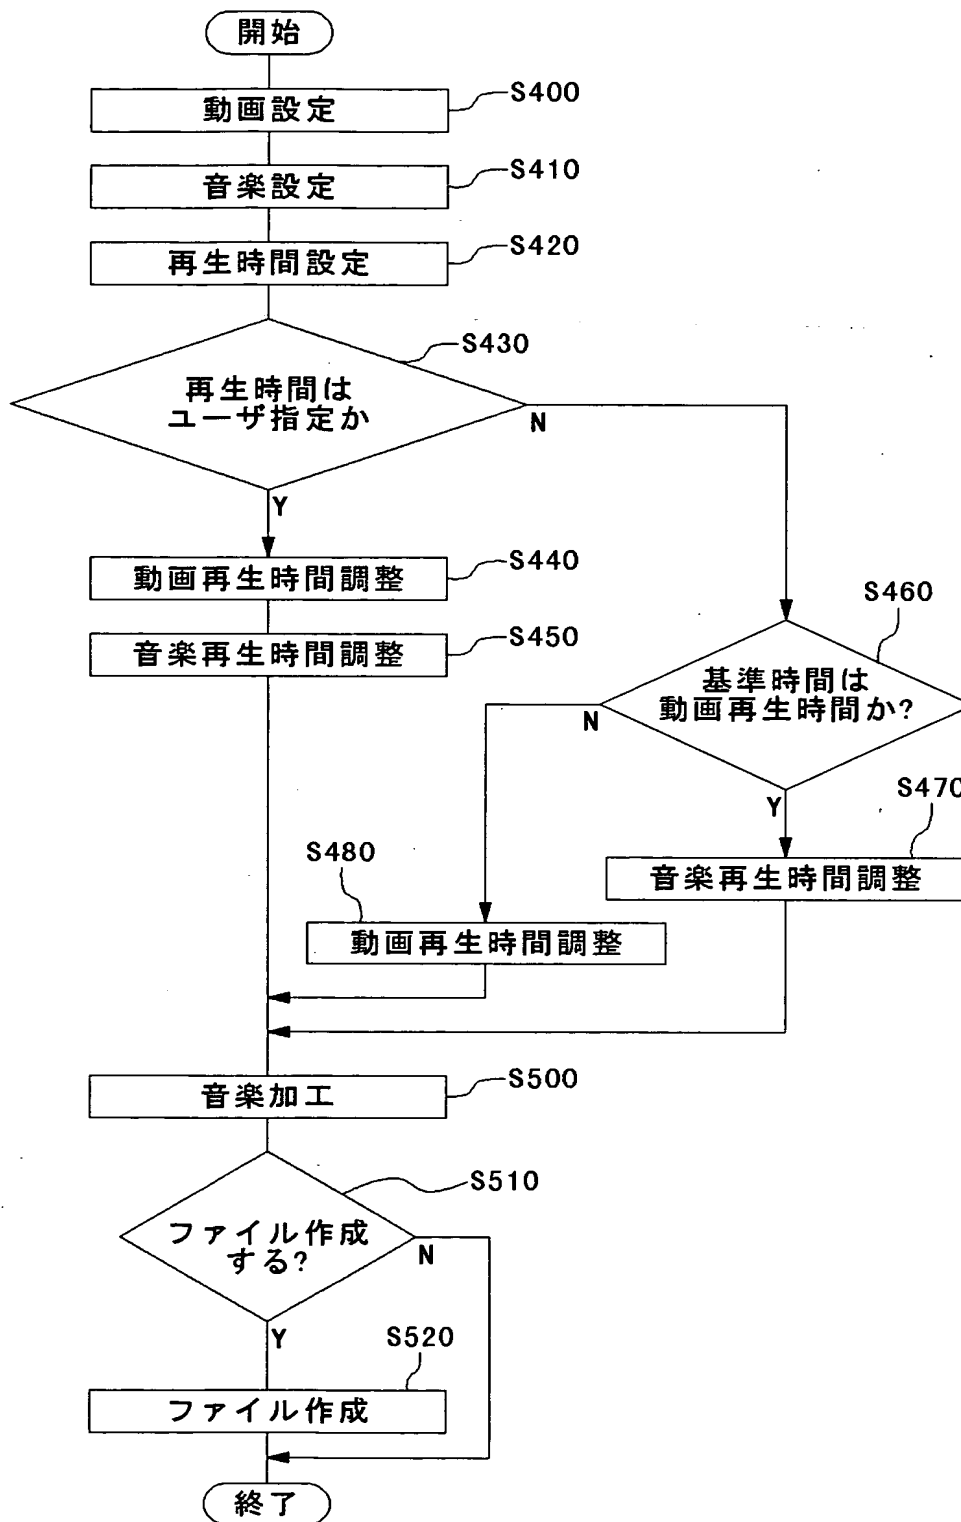 開始
動画設定
S400
音楽設定
S410
再生時間設定
S420
S430
再生時間は
ユーザ指定か
N
Y
動画再生時間調整
S440
音楽再生時間調整
S450
S460
基準時間は
動画再生時間か?
N
Y
S470
音楽再生時間調整
S480
動画再生時間調整
音楽加工
S500
S510
ファイル作成
する?
N
Y
S520
ファイル作成
終了